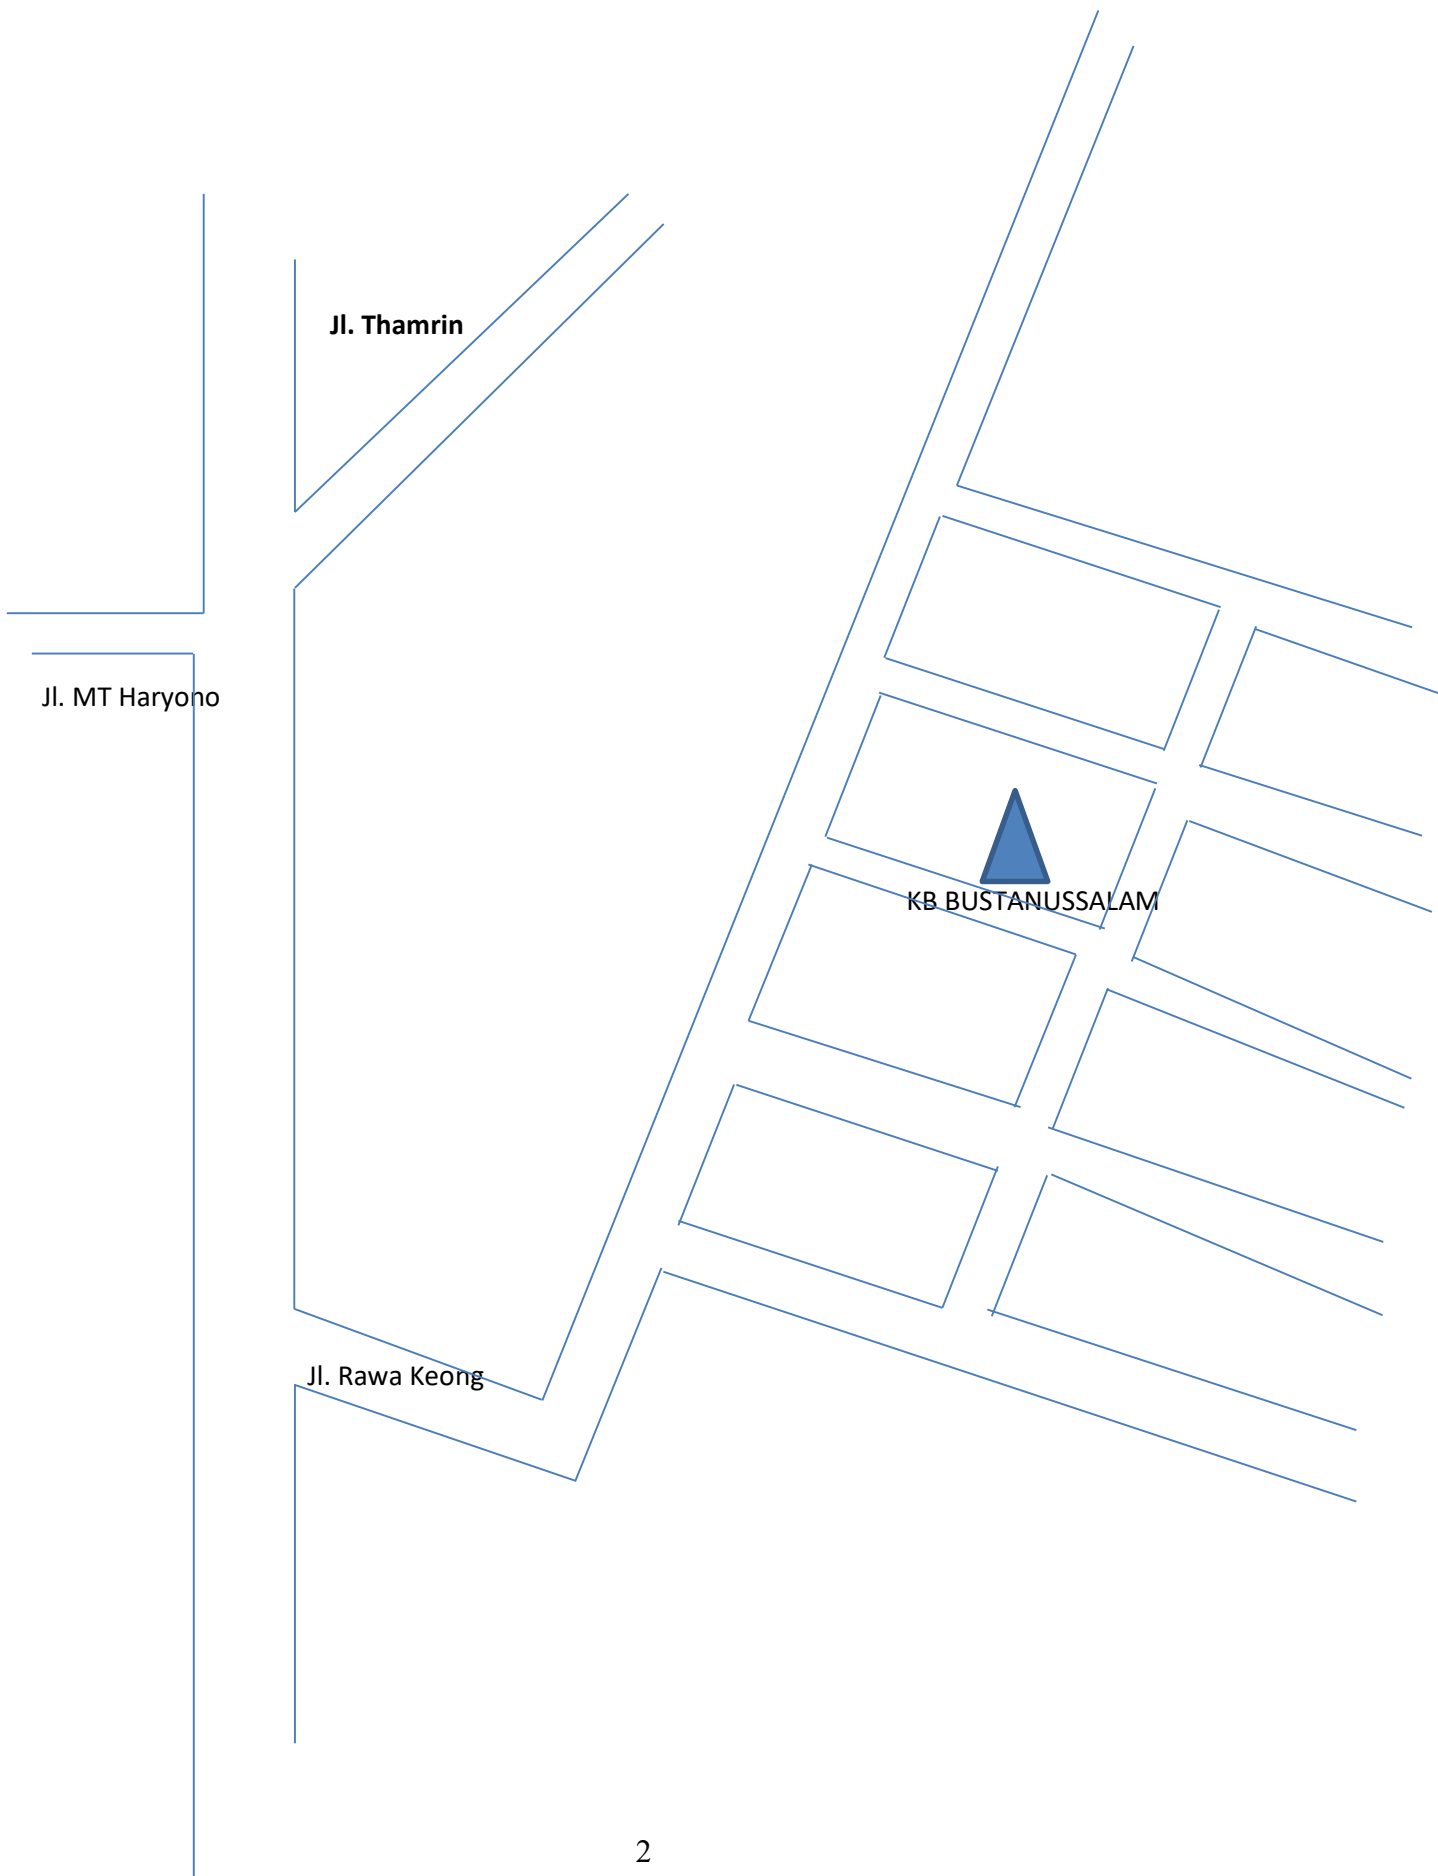 Jl. Thamrin
Jl. MT Haryono
KB BUSTANUSSALAM
Jl. Rawa Keong
2